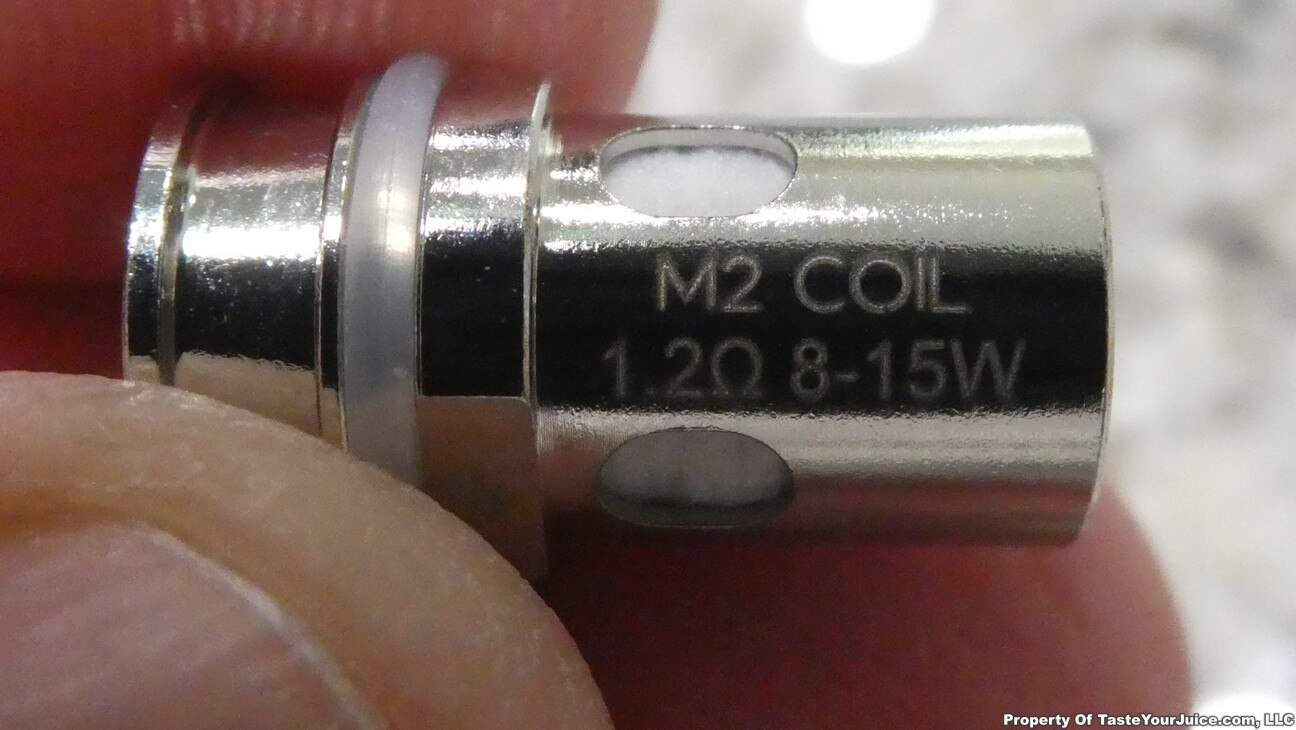 M2 COIL
1.2Ω 8-15W
Property Of TasteYourJuice.com, LLC